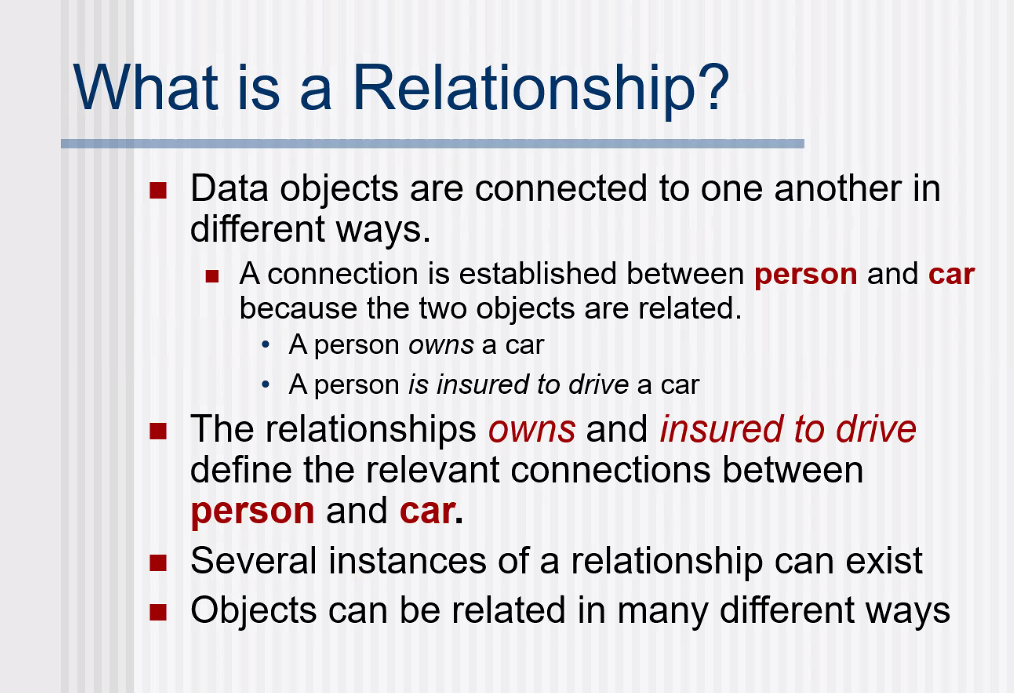 What is a Relationship?
Data objects are connected to one another in
different ways.
A connection is established between person and car
because the two objects are related.
A person owns a car
A person is insured to drive a car
The relationships owns and insured to drive
define the relevant connections between
person and car.
Several instances of a relationship can exist
Objects can be related in many different ways